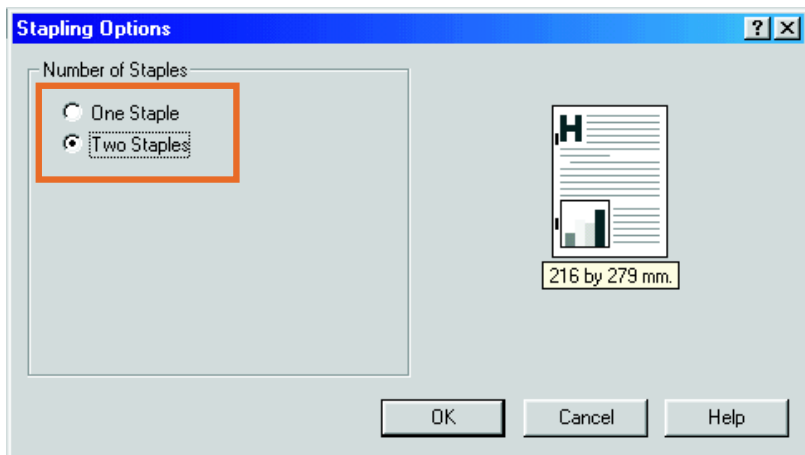 Stapling Options
Number of Staples
One Staple
Two Staples
H
216 by 279 mm.
OK
Cancel
Help